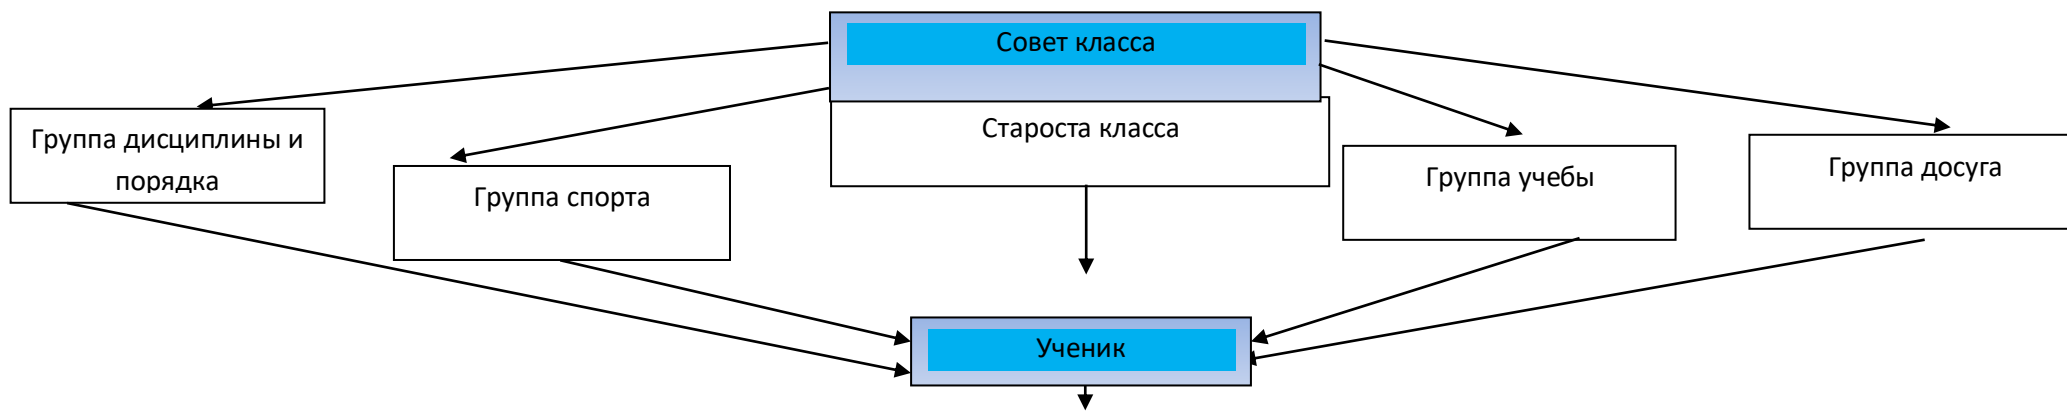 Совет класса
Староста класса
Группа дисциплины и
порядка
Группа спорта
Группа учебы
Группа досуга
Ученик